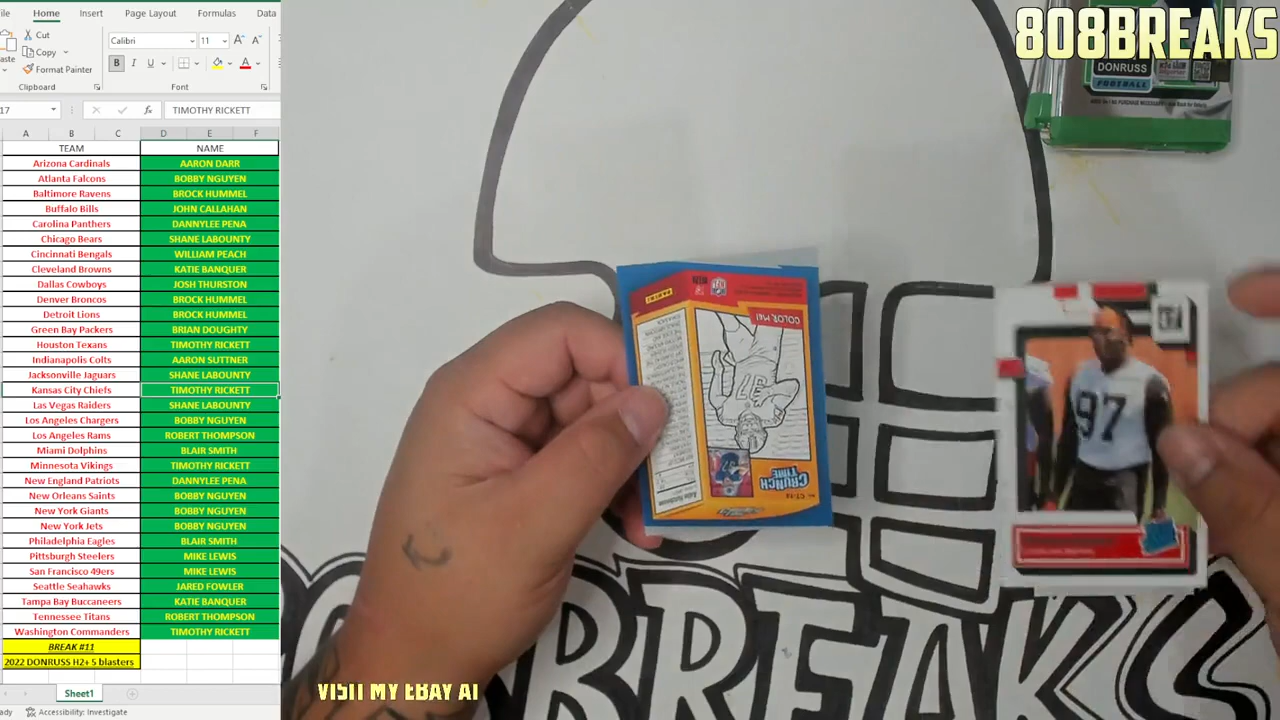 Home Insert Page Layout Formulas Data
Cut
Copy
Format Painter
Clipboard
Calibri 11
B I U
Font
17 TIMOTHY RICKETT
A B C D E F
TEAM NAME
Arizona Cardinals AARON DARR
Atlanta Falcons BOBBY NGUYEN
Baltimore Ravens BROCK HUMMEL
Buffalo Bills JOHN CALLAHAN
Carolina Panthers DANNYLEE PENA
Chicago Bears SHANE LABOUNTY
Cincinnati Bengals WILLIAM PEACH
Cleveland Browns KATIE BANQUER
Dallas Cowboys JOSH THURSTON
Denver Broncos BROCK HUMMEL
Detroit Lions BROCK HUMMEL
Green Bay Packers BRIAN DOUGHTY
Houston Texans TIMOTHY RICKETT
Indianapolis Colts AARON SUTTNER
Jacksonville Jaguars SHANE LABOUNTY
Kansas City Chiefs TIMOTHY RICKETT
Las Vegas Raiders SHANE LABOUNTY
Los Angeles Chargers BOBBY NGUYEN
Los Angeles Rams ROBERT THOMPSON
Miami Dolphins BLAIR SMITH
Minnesota Vikings TIMOTHY RICKETT
New England Patriots DANNYLEE PENA
New Orleans Saints BOBBY NGUYEN
New York Giants BOBBY NGUYEN
New York Jets BOBBY NGUYEN
Philadelphia Eagles BLAIR SMITH
Pittsburgh Steelers MIKE LEWIS
San Francisco 49ers MIKE LEWIS
Seattle Seahawks JARED FOWLER
Tampa Bay Buccaneers KATIE BANQUER
Tennessee Titans ROBERT THOMPSON
Washington Commanders TIMOTHY RICKETT
BREAK #11
2022 DONRUSS H2+ 5 blasters
Sheet1
Accessibility: Investigate
808BREAKS
DONRUSS
FOOTBALL
PANINI
COLOR ME!
97
CRUNCH TIME
97
BREAKS
VISIT MY EBAY AT